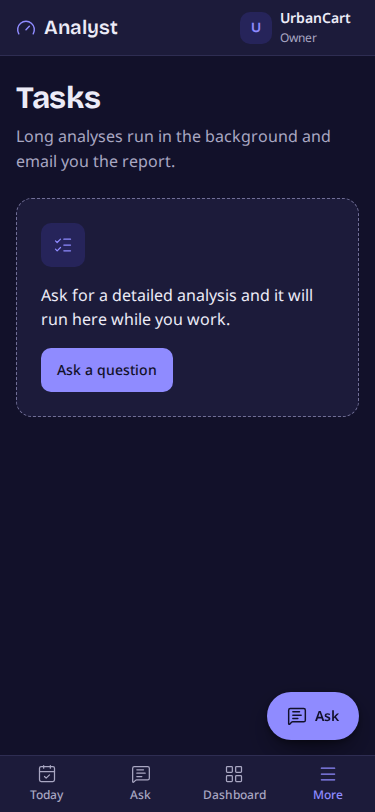 Analyst
U
UrbanCart
Owner
Tasks
Long analyses run in the background and
email you the report.
Ask for a detailed analysis and it will
run here while you work.
Ask a question
Ask
Today
Ask
Dashboard
More